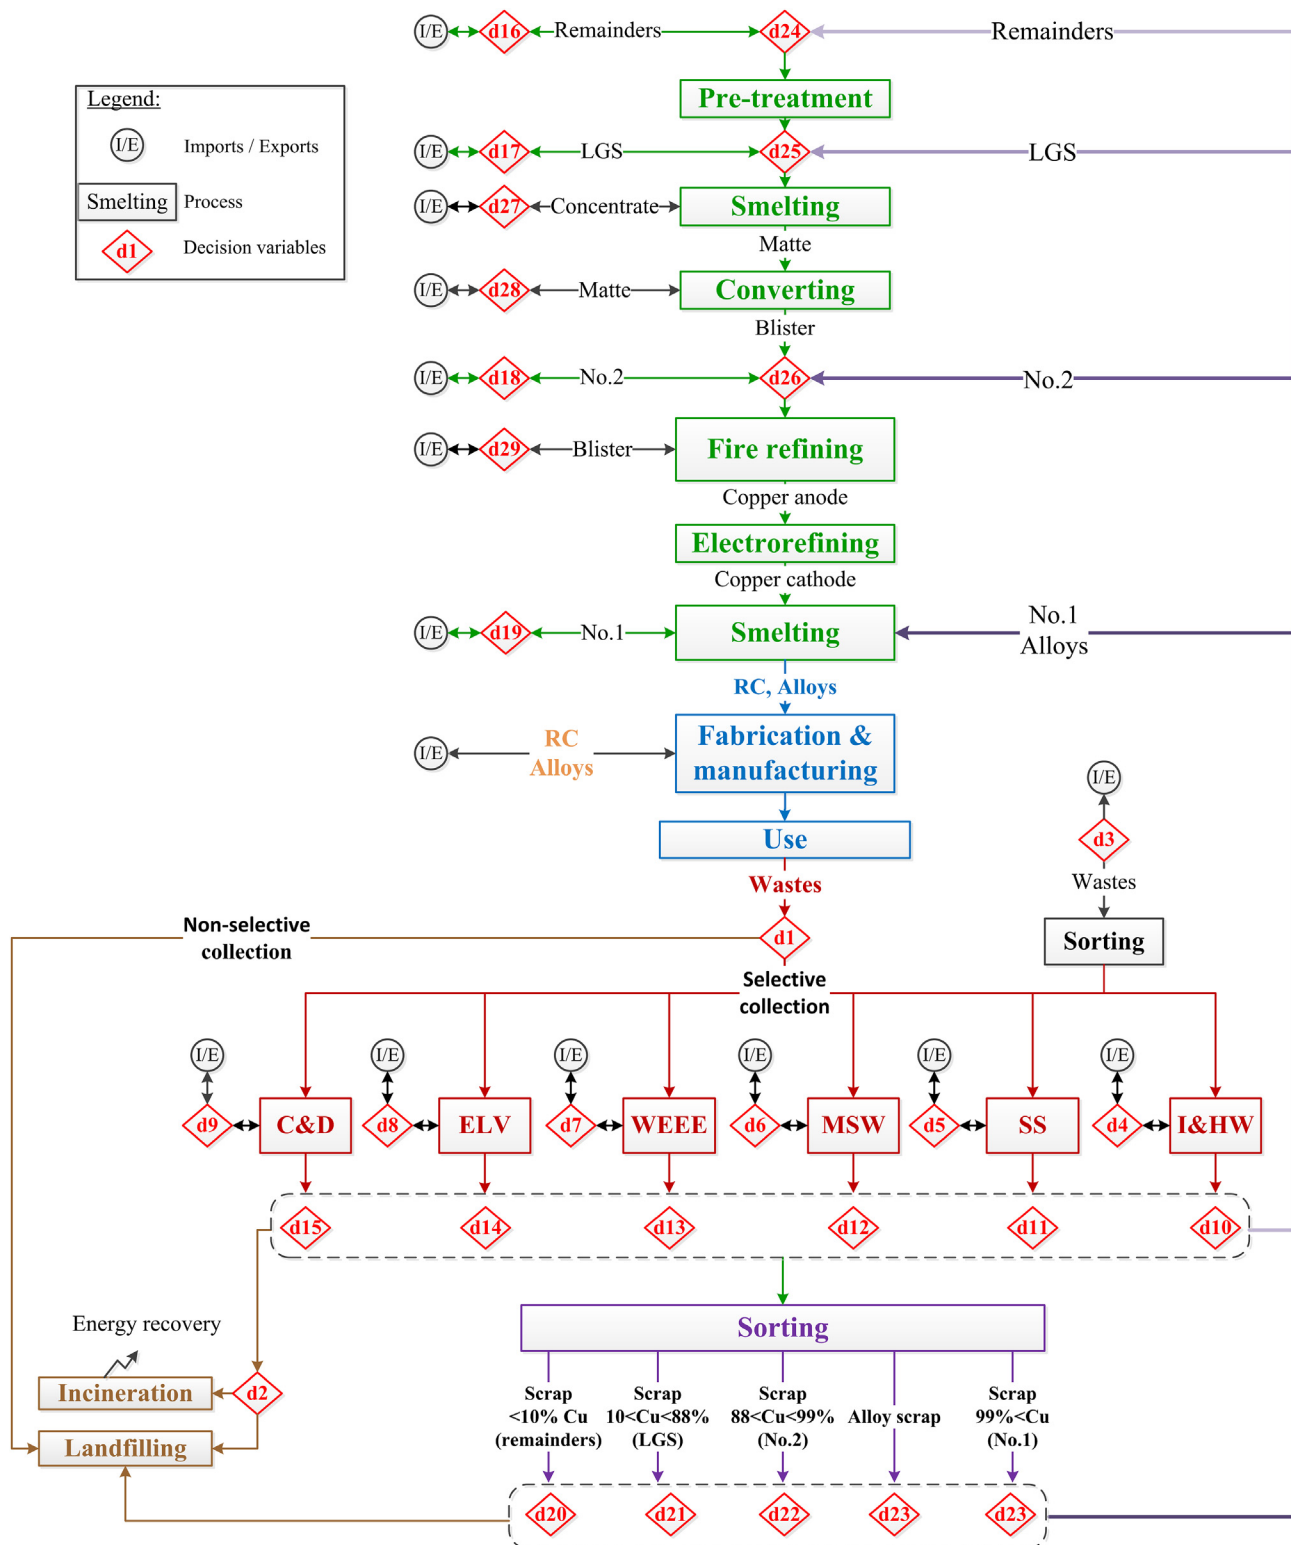 I/E
d16
Remainders
d24
Remainders
Legend:
I/E
Imports / Exports
Smelting
Process
d1
Decision variables
Pre-treatment
I/E
d17
LGS
d25
LGS
I/E
d27
Concentrate
Smelting
Matte
I/E
d28
Matte
Converting
Blister
I/E
d18
No.2
d26
No.2
I/E
d29
Blister
Fire refining
Copper anode
Electrorefining
Copper cathode
I/E
d19
No.1
Smelting
No.1
Alloys
RC, Alloys
I/E
RC
Alloys
Fabrication &
manufacturing
I/E
d3
Use
Wastes
Wastes
Non-selective
collection
d1
Sorting
Selective
collection
I/E
I/E
I/E
I/E
I/E
I/E
d9
C&D
d8
ELV
d7
WEEE
d6
MSW
d5
SS
d4
I&HW
d15
d14
d13
d12
d11
d10
Energy recovery
Sorting
Incineration
d2
Landfilling
Scrap
<10% Cu
(remainders)
Scrap
10<Cu<88%
(LGS)
Scrap
88<Cu<99%
(No.2)
Alloy scrap
Scrap
99%<Cu
(No.1)
d20
d21
d22
d23
d23